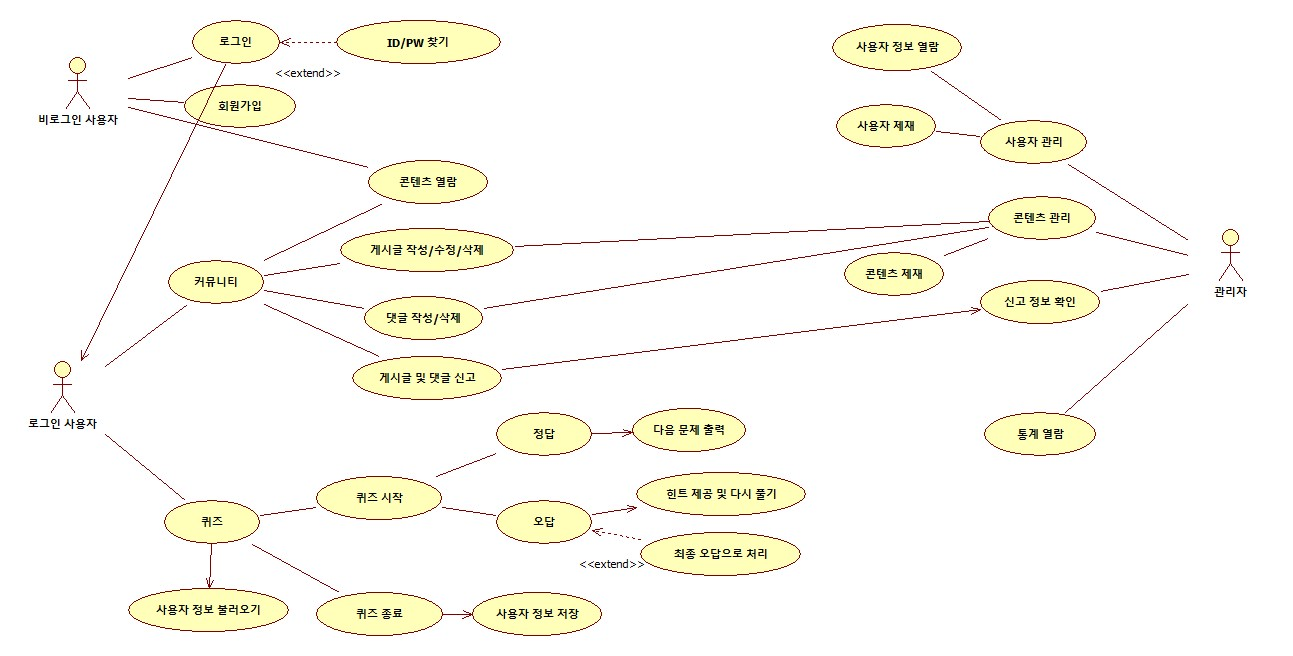 로그인
ID/PW 찾기
<<extend>>
비로그인 사용자
회원가입
콘텐츠 열람
게시글 작성/수정/삭제
커뮤니티
댓글 작성/삭제
게시글 및 댓글 신고
로그인 사용자
사용자 정보 열람
사용자 제재
사용자 관리
콘텐츠 관리
콘텐츠 제재
신고 정보 확인
관리자
통계 열람
정답
다음 문제 출력
퀴즈 시작
힌트 제공 및 다시 풀기
퀴즈
오답
최종 오답으로 처리
<<extend>>
사용자 정보 불러오기
퀴즈 종료
사용자 정보 저장